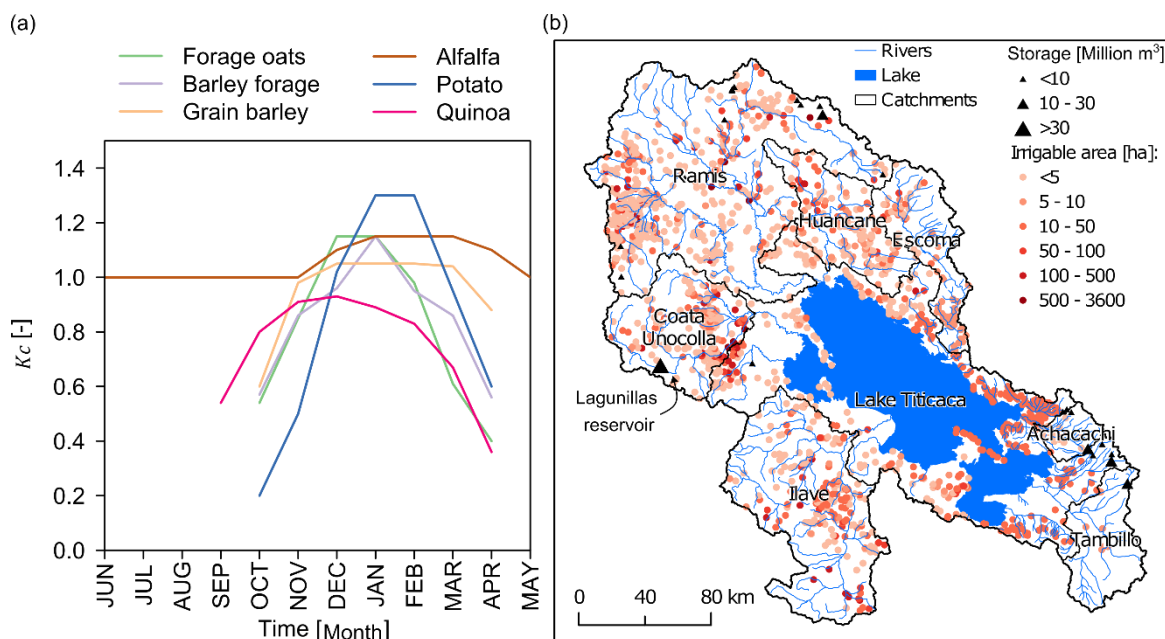 (a)
Forage oats
Barley forage
Grain barley
Alfalfa
Potato
Quinoa
1.4
1.2
1.0
0.8
0.6
0.4
0.2
0.0
Kc [-]
JUN
JUL
AUG
SEP
OCT
NOV
DEC
JAN
FEB
MAR
APR
MAY
Time [Month]
(b)
Rivers
Lake
Catchments
Storage [Million m³]
<10
10 - 30
>30
Irrigable area [ha]:
<5
5 - 10
10 - 50
50 - 100
100 - 500
500 - 3600
Ramis
Huancane
Escoma
Coata
Unocolla
Lagunillas
reservoir
Lake Titicaca
Achacachi
Ilave
Tambillo
0 40 80 km